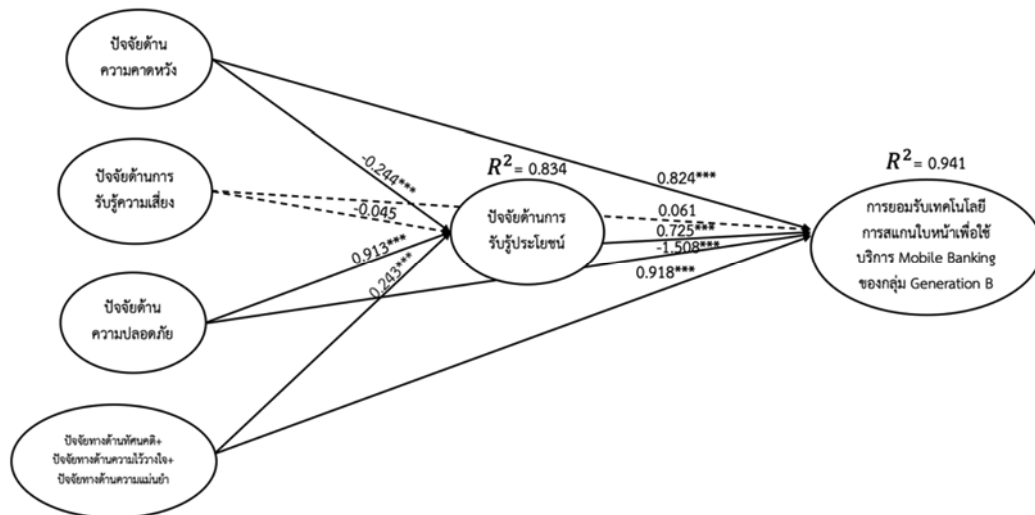 ปัจจัยด้าน
ความคาดหวัง
ปัจจัยด้านการ
รับรู้ความเสี่ยง
ปัจจัยด้าน
ความปลอดภัย
ปัจจัยทางด้านทัศนคติ+
ปัจจัยทางด้านความไว้วางใจ+
ปัจจัยทางด้านความแม่นยำ
-0.244***
-0.045
0.913***
0.243***
R² = 0.834
ปัจจัยด้านการ
รับรู้ประโยชน์
0.824***
0.061
0.725***
-1.508***
0.918***
R² = 0.941
การยอมรับเทคโนโลยี
การสแกนใบหน้าเพื่อใช้
บริการ Mobile Banking
ของกลุ่ม Generation B